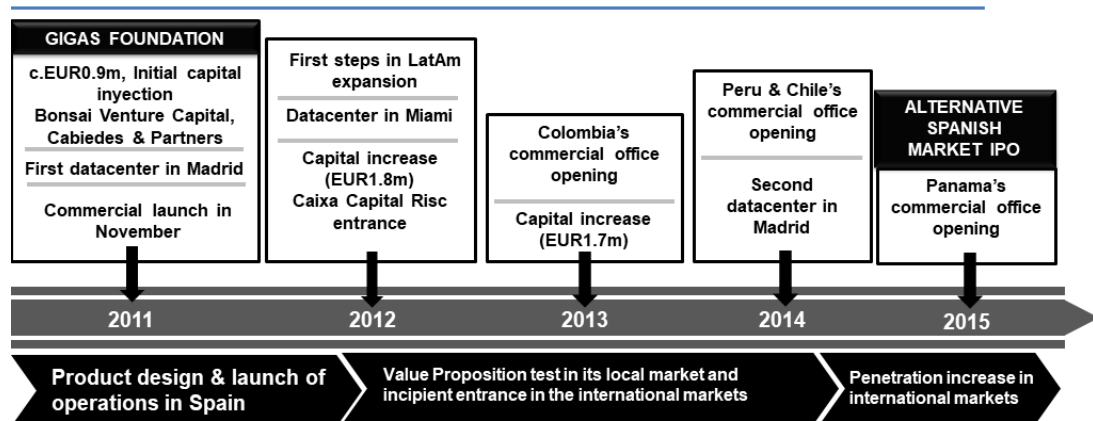 GIGAS FOUNDATION
c.EUR0.9m, Initial capital
inyection
Bonsai Venture Capital,
Cabiedes & Partners
First datacenter in Madrid
Commercial launch in
November
First steps in LatAm
expansion
Datacenter in Miami
Capital increase
(EUR1.8m)
Caixa Capital Risc
entrance
Colombia's
commercial office
opening
Capital increase
(EUR1.7m)
Peru & Chile's
commercial office
opening
Second
datacenter in
Madrid
ALTERNATIVE
SPANISH
MARKET IPO
Panama's
commercial office
opening
2011
2012
2013
2014
2015
Product design & launch of
operations in Spain
Value Proposition test in its local market and
incipient entrance in the international markets
Penetration increase in
international markets